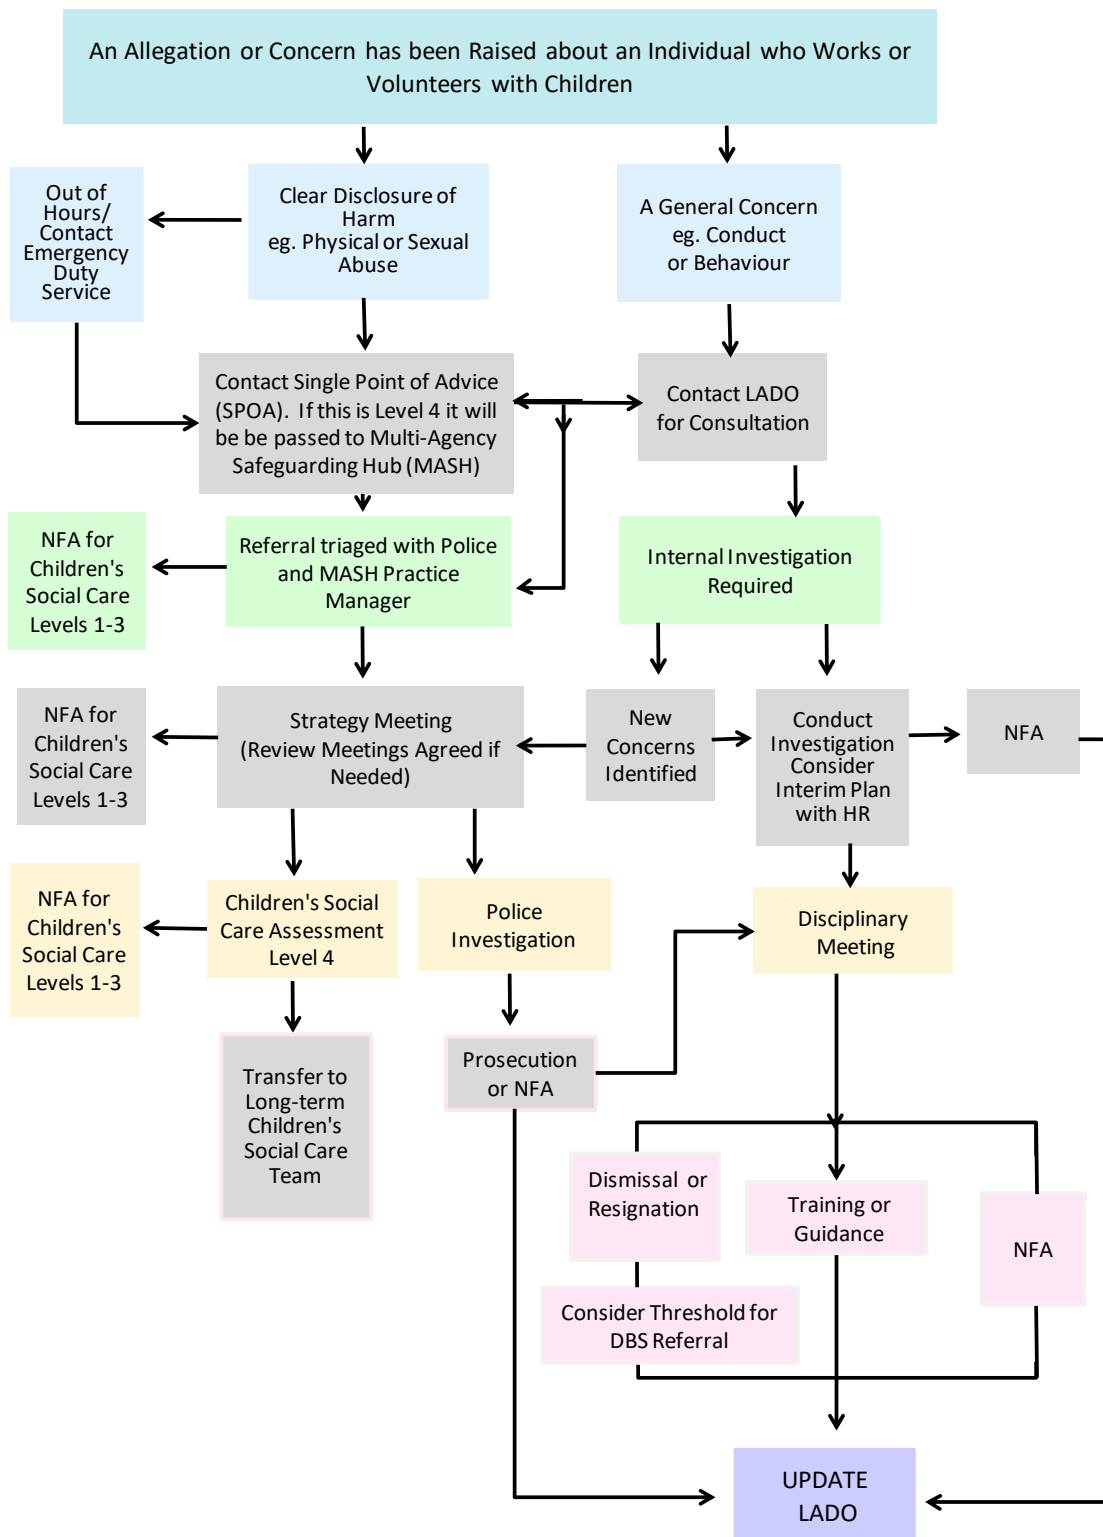 An Allegation or Concern has been Raised about an Individual who Works or
Volunteers with Children
Out of
Hours/
Contact
Emergency
Duty
Service
Clear Disclosure of
Harm
eg. Physical or Sexual
Abuse
A General Concern
eg. Conduct
or Behaviour
Contact Single Point of Advice
(SPOA). If this is Level 4 it will
be be passed to Multi-Agency
Safeguarding Hub (MASH)
Contact LADO
for Consultation
NFA for
Children's
Social Care
Levels 1-3
Referral triaged with Police
and MASH Practice
Manager
Internal Investigation
Required
NFA for
Children's
Social Care
Levels 1-3
Strategy Meeting
(Review Meetings Agreed if
Needed)
New
Concerns
Identified
Conduct
Investigation
Consider
Interim Plan
with HR
NFA
NFA for
Children's
Social Care
Levels 1-3
Children's Social
Care Assessment
Level 4
Police
Investigation
Disciplinary
Meeting
Transfer to
Long-term
Children's
Social Care
Team
Prosecution
or NFA
Dismissal or
Resignation
Training or
Guidance
NFA
Consider Threshold for
DBS Referral
UPDATE
LADO